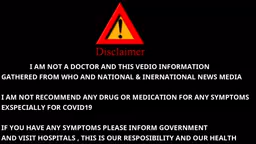 Disclaimer
I AM NOT A DOCTOR AND THIS VEDIO INFORMATION
GATHERED FROM WHO AND NATIONAL & INERNATIONAL NEWS MEDIA
I AM NOT RECOMMEND ANY DRUG OR MEDICATION FOR ANY SYMPTOMS
EXSPECIALLY FOR COVID19
IF YOU HAVE ANY SYMPTOMS PLEASE INFORM GOVERNMENT
AND VISIT HOSPITALS , THIS IS OUR RESPOSIBILITY AND OUR HEALTH